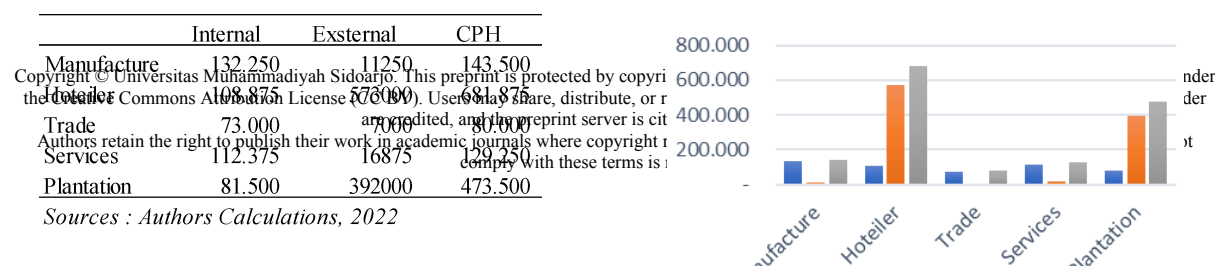 Internal Exsternal CPH
Manufacture 132.250 11250 143.500
Hoteiler 108.875 573000 681.875
Trade 73.000 7000 80.000
Services 112.375 16875 129.250
Plantation 81.500 392000 473.500
Sources : Authors Calculations, 2022
Copyright © Universitas Muhammadiyah Sidoarjo. This preprint is protected by copyri nder
the Creative Commons Attribution License (CC BY). Users may share, distribute, or r der
are credited, and the preprint server is cit
Authors retain the right to publish their work in academic journals where copyright r ot
comply with these terms is r
800.000
600.000
400.000
200.000
-
nufacture
Hoteiler
Trade
Services
lantation